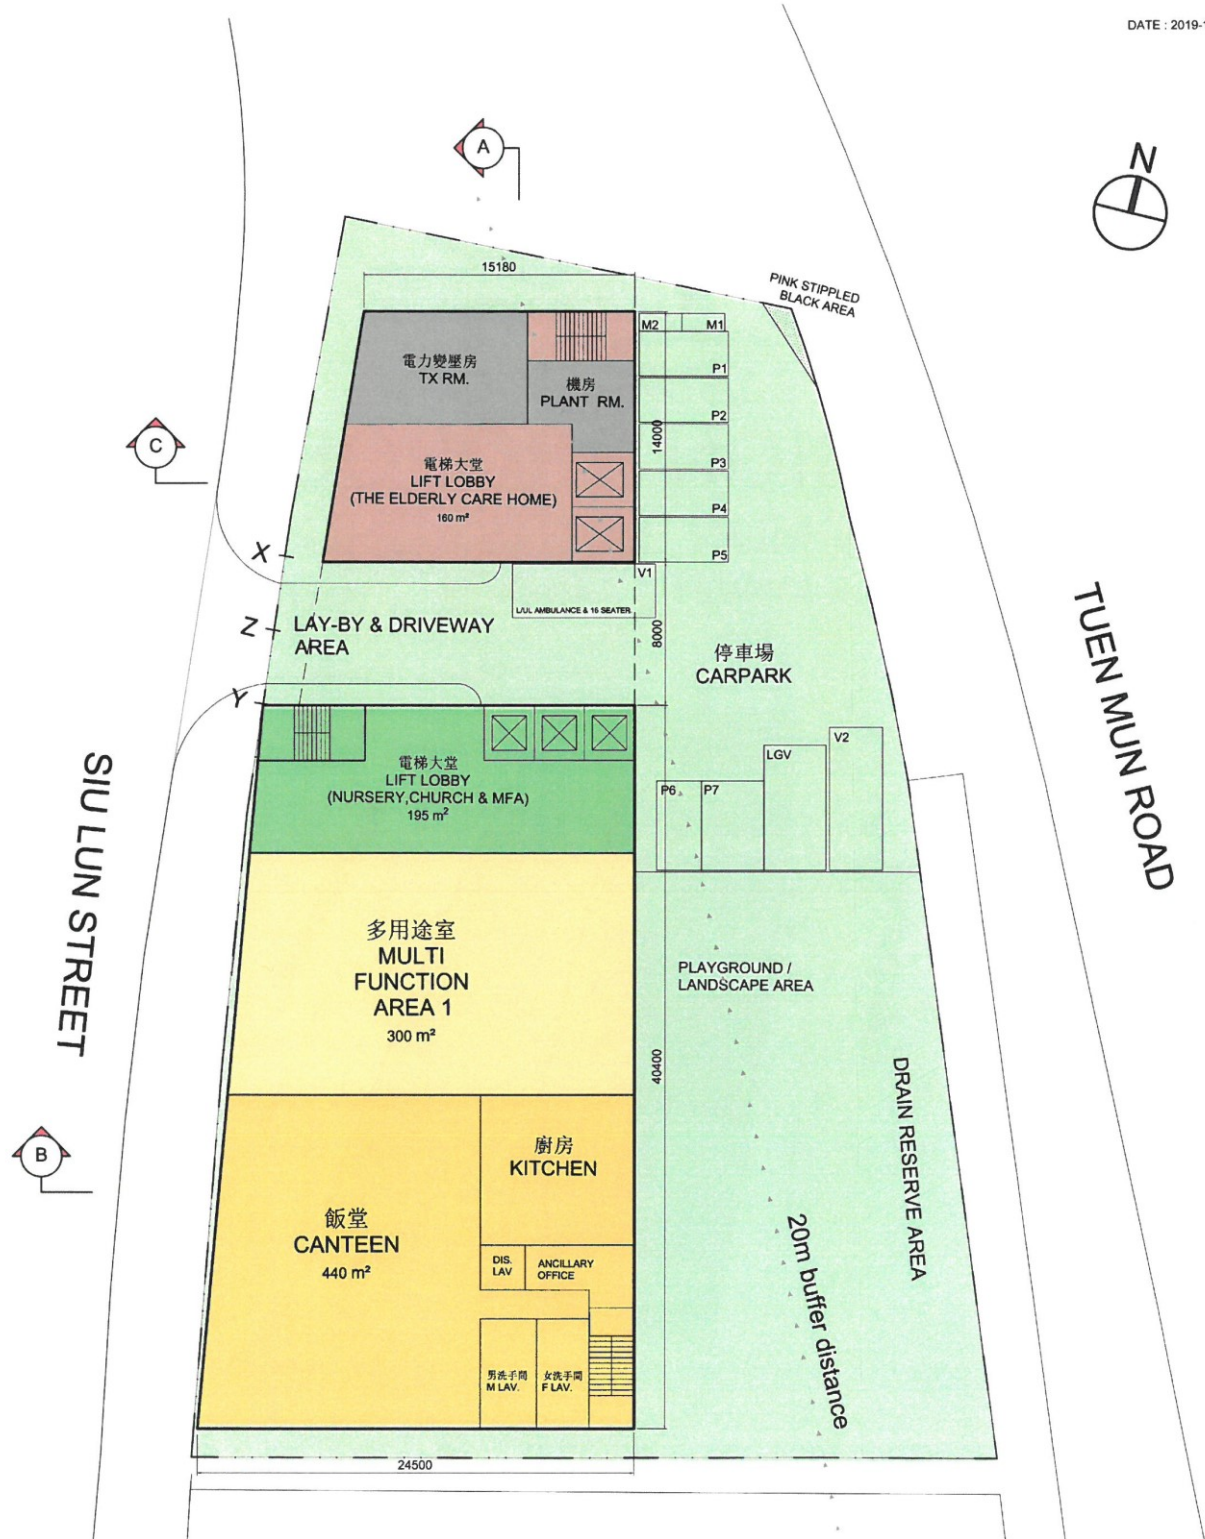 DATE : 2019-1
A
N
15180
PINK STIPPLED
BLACK AREA
M2
M1
電力變壓房
TX RM.
機房
PLANT RM.
P1
P2
14000
P3
P4
P5
C
電梯大堂
LIFT LOBBY
(THE ELDERLY CARE HOME)
160 m²
X
V1
L/UL AMBULANCE & 16 SEATER
Z
LAY-BY & DRIVEWAY
AREA
8000
停車場
CARPARK
TUEN MUN ROAD
Y
電梯大堂
LIFT LOBBY
(NURSERY,CHURCH & MFA)
195 m²
P6
P7
LGV
V2
SIU LUN STREET
多用途室
MULTI
FUNCTION
AREA 1
300 m²
PLAYGROUND /
LANDSCAPE AREA
40400
DRAIN RESERVE AREA
B
廚房
KITCHEN
飯堂
CANTEEN
440 m²
DIS.
LAV
ANCILLARY
OFFICE
20m buffer distance
男洗手間
M LAV.
女洗手間
F LAV.
24500